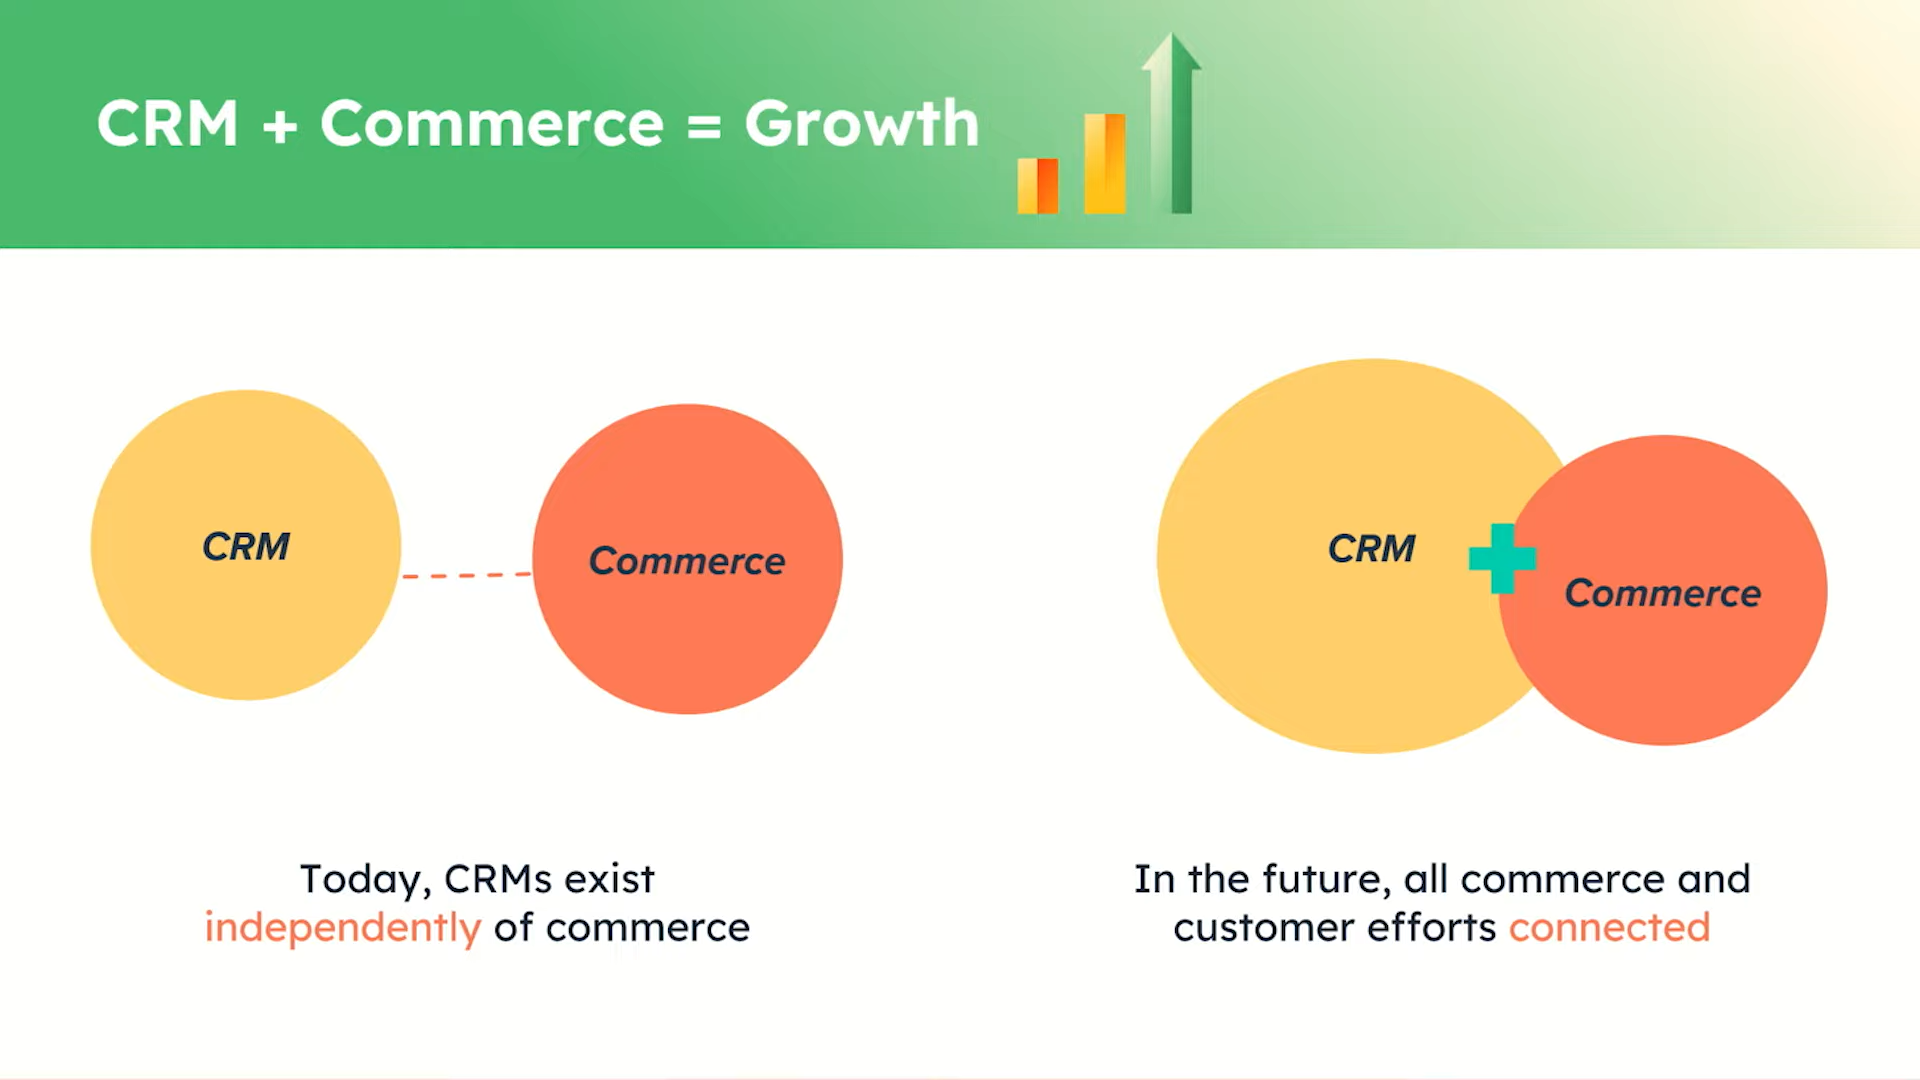 CRM + Commerce = Growth
CRM
Commerce
Today, CRMs exist
independently of commerce
CRM
Commerce
In the future, all commerce and
customer efforts connected